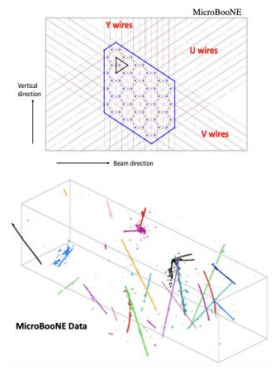 MicroBooNE
Y wires
U wires
Vertical
direction
V wires
Beam direction
MicroBooNE Data